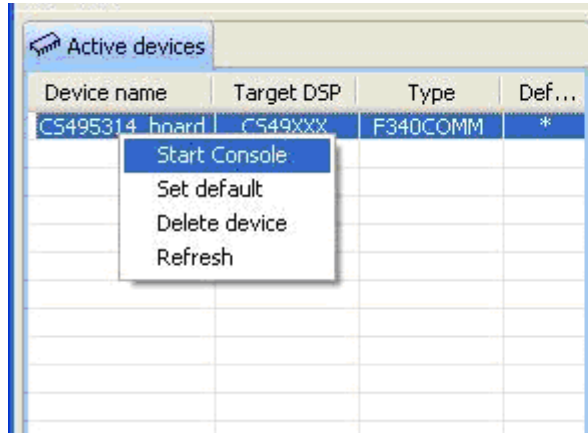 Active devices
Device name Target DSP Type Def...
CS495314_board CS49XXX F340COMM *
Start Console
Set default
Delete device
Refresh